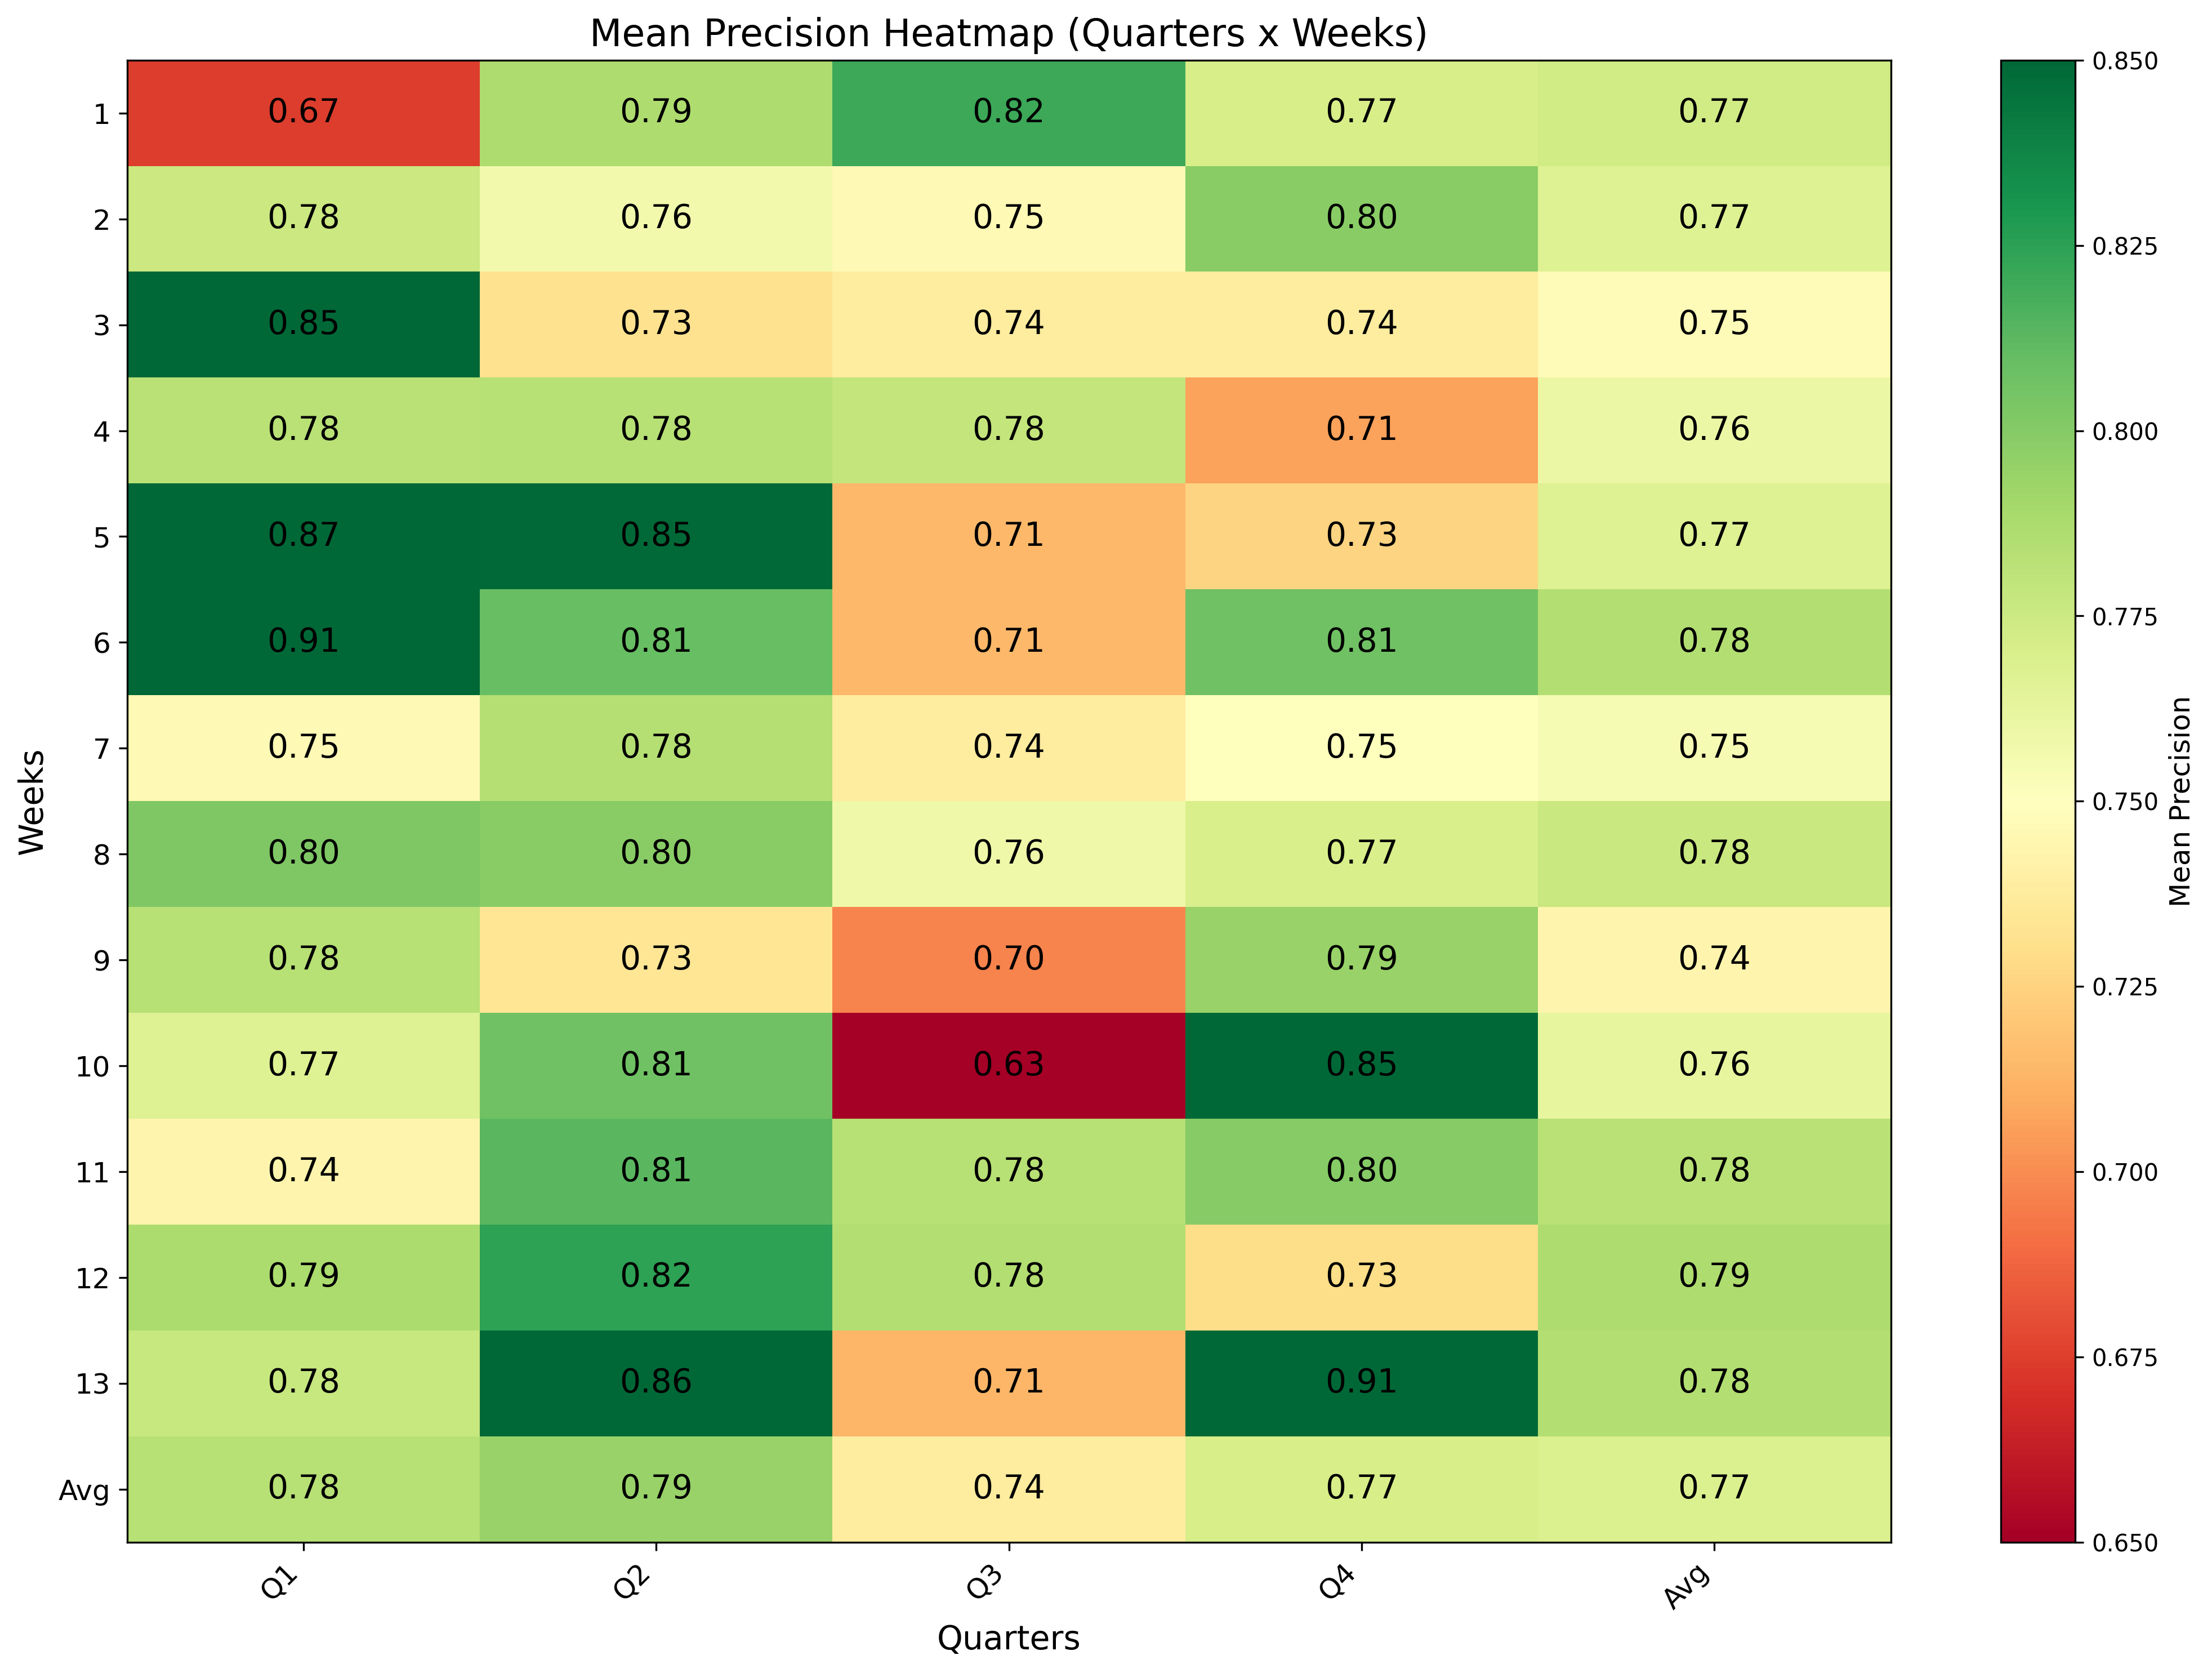 Mean Precision Heatmap (Quarters x Weeks)
1 0.67 0.79 0.82 0.77 0.77
2 0.78 0.76 0.75 0.80 0.77
3 0.85 0.73 0.74 0.74 0.75
4 0.78 0.78 0.78 0.71 0.76
5 0.87 0.85 0.71 0.73 0.77
6 0.91 0.81 0.71 0.81 0.78
7 0.75 0.78 0.74 0.75 0.75
8 0.80 0.80 0.76 0.77 0.78
9 0.78 0.73 0.70 0.79 0.74
10 0.77 0.81 0.63 0.85 0.76
11 0.74 0.81 0.78 0.80 0.78
12 0.79 0.82 0.78 0.73 0.79
13 0.78 0.86 0.71 0.91 0.78
Avg 0.78 0.79 0.74 0.77 0.77
Q1 Q2 Q3 Q4 Avg
Quarters
Weeks
0.850
0.825
0.800
0.775
0.750
0.725
0.700
0.675
0.650
Mean Precision